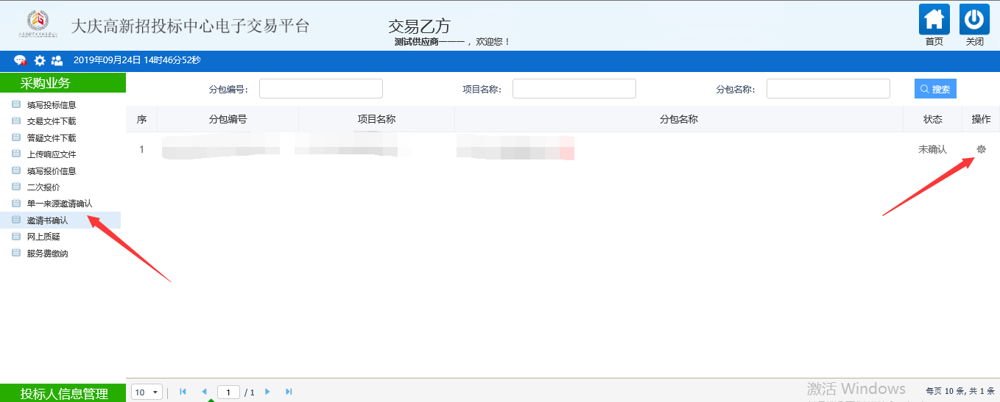 大庆高新招投标中心电子交易平台
交易乙方
测试供应商一一一，欢迎您！
首页
关闭
2019年09月24日 14时46分52秒
采购业务
填写投标信息
交易文件下载
答疑文件下载
上传响应文件
填写报价信息
二次报价
单一来源邀请确认
邀请书确认
网上质疑
服务费缴纳
投标人信息管理
分包编号： 项目名称： 分包名称： 搜索
序 分包编号 项目名称 分包名称 状态 操作
1 未确认
10 1 / 1
激活 Windows
每页 10 条, 共 1 条